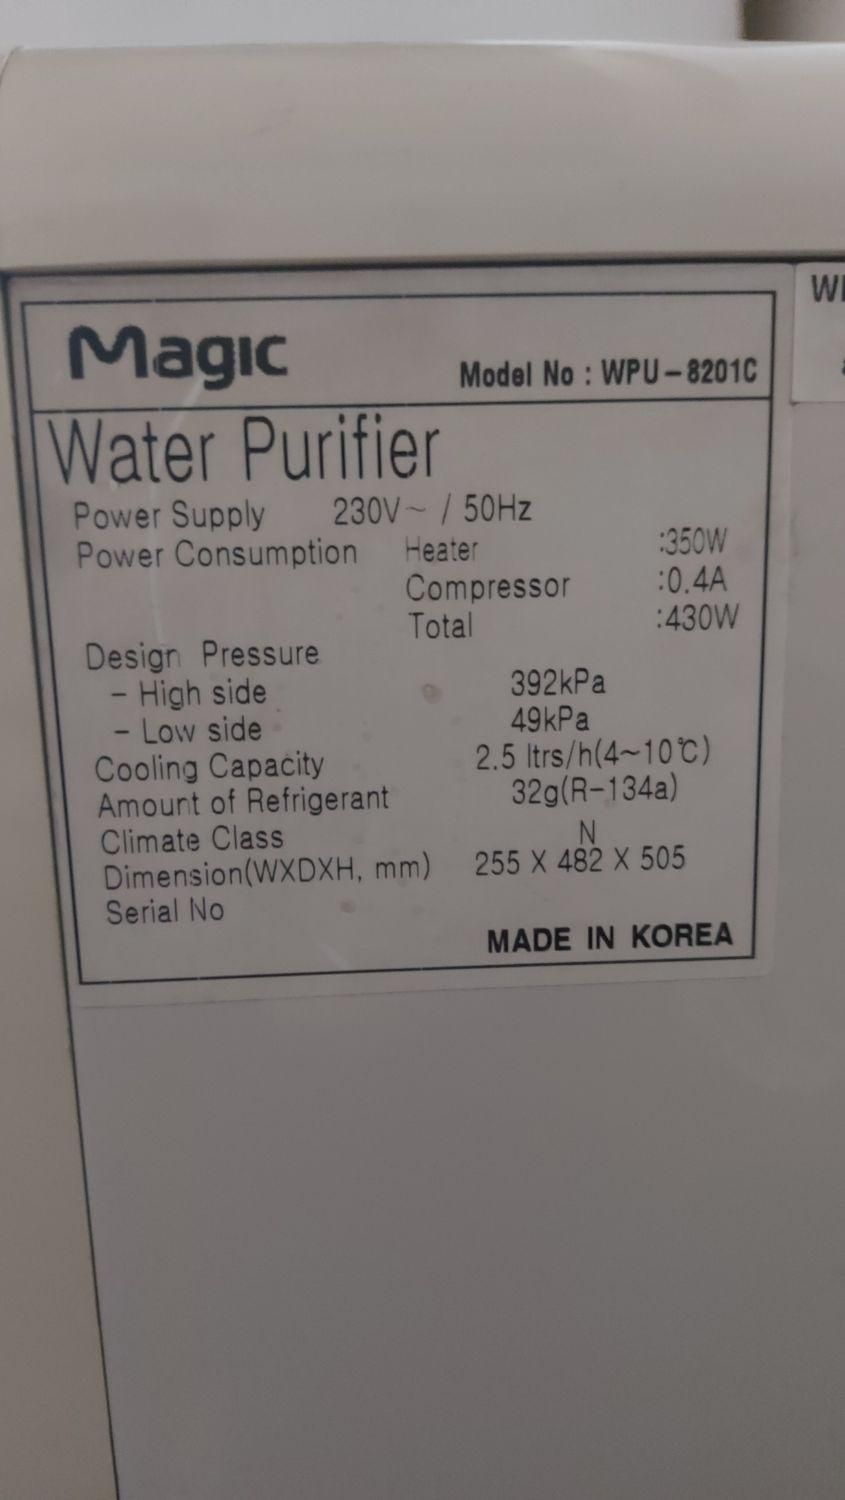 Magic
Model No : WPU-8201C
Water Purifier
Power Supply 230V~ / 50Hz
Power Consumption Heater :350W
Compressor :0.4A
Total :430W
Design Pressure
- High side 392kPa
- Low side 49kPa
Cooling Capacity 2.5 ltrs/h(4~10℃)
Amount of Refrigerant 32g(R-134a)
Climate Class N
Dimension(WXDXH, mm) 255 X 482 X 505
Serial No
MADE IN KOREA